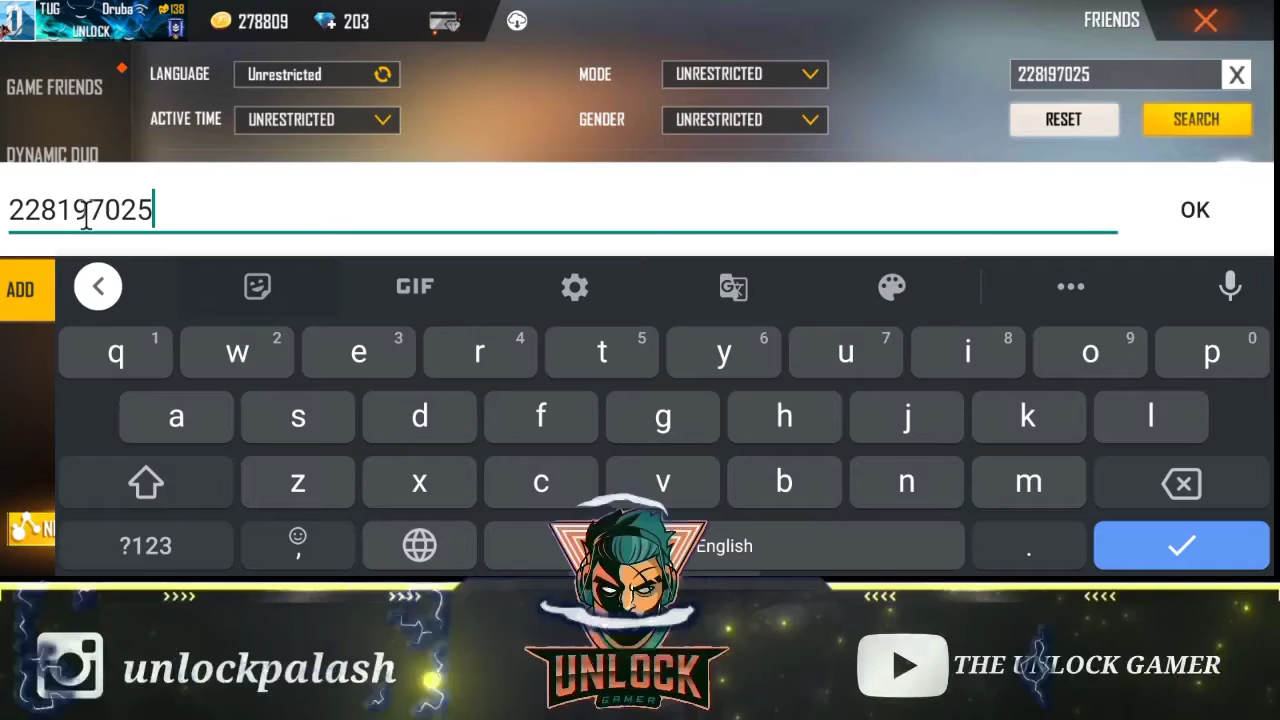 TUG Druba 138
UNLOCK
278809
203
FRIENDS
GAME FRIENDS
LANGUAGE Unrestricted
MODE UNRESTRICTED
228197025 X
ACTIVE TIME UNRESTRICTED
GENDER UNRESTRICTED
RESET SEARCH
DYNAMIC DUO
228197025
OK
ADD
GIF
q 1 w 2 e 3 r 4 t 5 y 6 u 7 i 8 o 9 p 0
a s d f g h j k l
z x c v b n m
?123 , English .
unlockpalash
UNLOCK
GAMER
THE UNLOCK GAMER